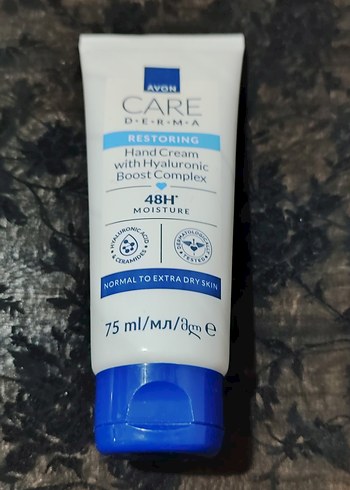 AVON
CARE
D·E·R·M·A
RESTORING
Hand Cream
with Hyaluronic
Boost Complex
48H*
MOISTURE
HYALURONIC ACID
& CERAMIDES
DERMATOLOGICALLY
TESTED
NORMAL TO EXTRA DRY SKIN
75 ml/мл/მლ ℮